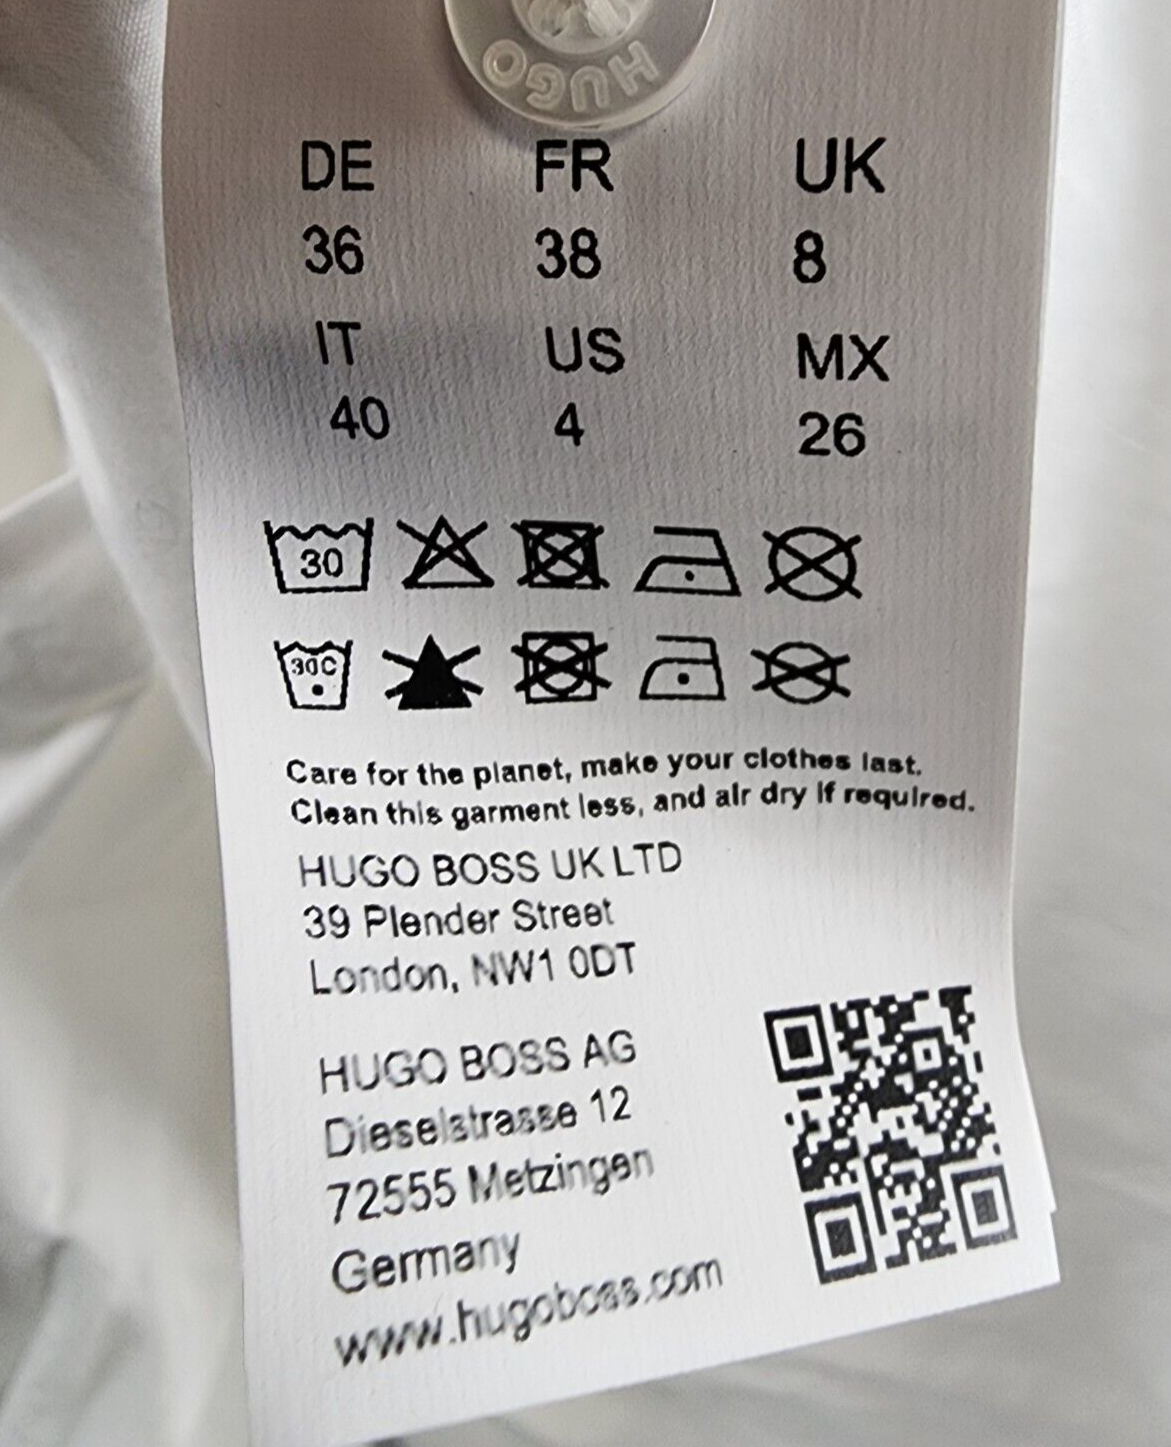 HUGO
DE FR UK
36 38 8
IT US MX
40 4 26
30
30C
Care for the planet, make your clothes last.
Clean this garment less, and air dry if required.
HUGO BOSS UK LTD
39 Plender Street
London, NW1 0DT
HUGO BOSS AG
Dieselstrasse 12
72555 Metzingen
Germany
www.hugoboss.com